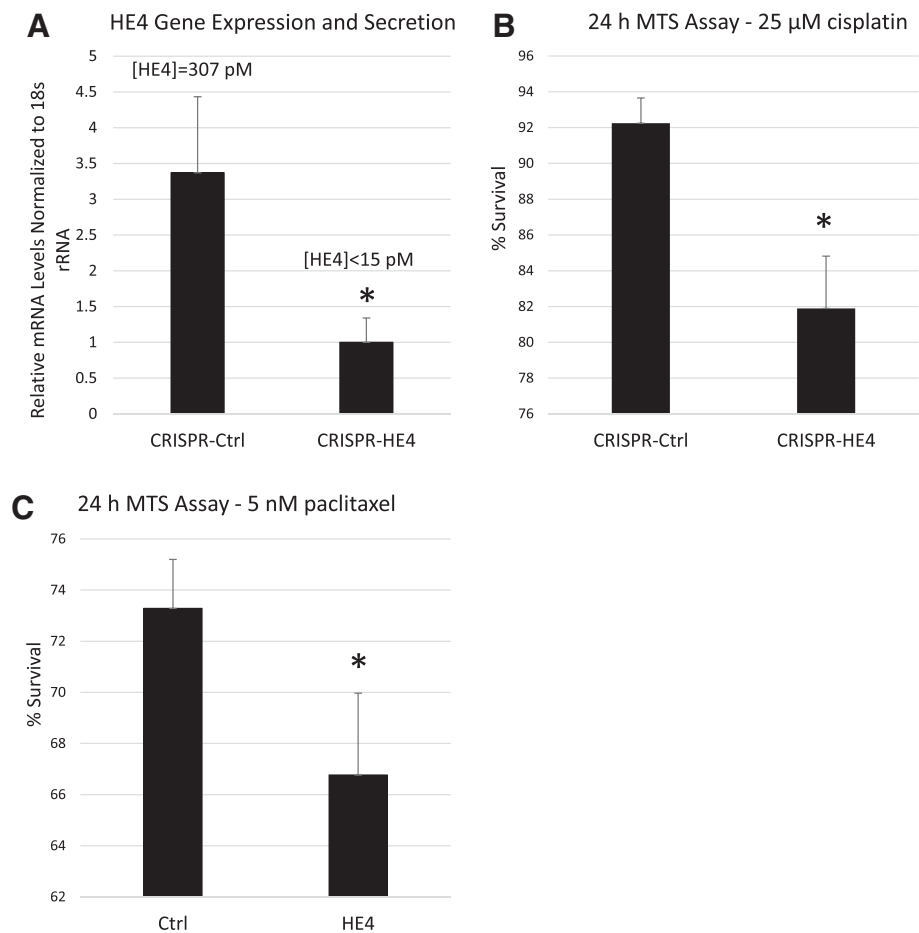 A
HE4 Gene Expression and Secretion
Relative mRNA Levels Normalized to 18s
rRNA
5
4.5
4
3.5
3
2.5
2
1.5
1
0.5
0
[HE4]=307 pM
[HE4]<15 pM
*
CRISPR-Ctrl CRISPR-HE4
B
24 h MTS Assay - 25 µM cisplatin
% Survival
96
94
92
90
88
86
84
82
80
78
76
*
CRISPR-Ctrl CRISPR-HE4
C
24 h MTS Assay - 5 nM paclitaxel
% Survival
76
74
72
70
68
66
64
62
*
Ctrl HE4